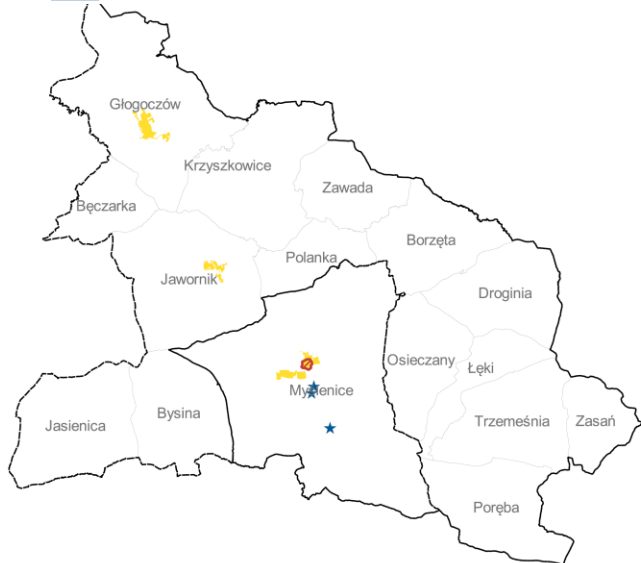 Głogoczów
Krzyszkowice
Zawada
Bęczarka
Borzęta
Polanka
Jawornik
Droginia
Osieczany
Łęki
Myślenice
Jasienica
Bysina
Trzemeśnia
Zasań
Poręba